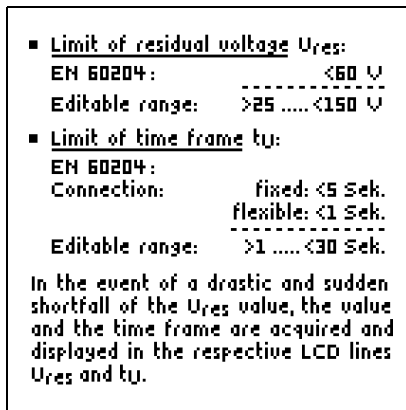 ▪ Limit of residual voltage Ures:
EN 60204: <60 V
Editable range: >25 ..... <150 V
▪ Limit of time frame tU:
EN 60204:
Connection: fixed: <5 Sek.
flexible: <1 Sek.
Editable range: >1 ..... <30 Sek.
In the event of a drastic and sudden
shortfall of the Ures value, the value
and the time frame are acquired and
displayed in the respective LCD lines
Ures and tU.